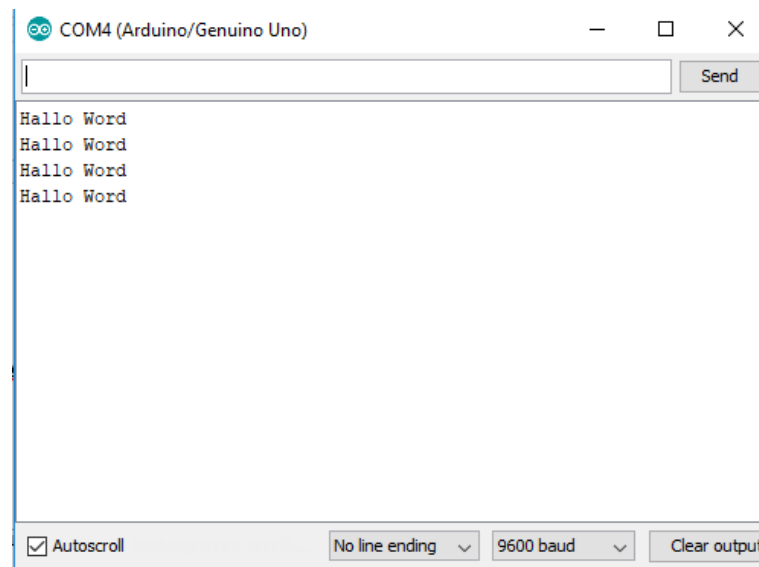 COM4 (Arduino/Genuino Uno)
Send
Hallo Word
Hallo Word
Hallo Word
Hallo Word
Autoscroll No line ending 9600 baud Clear output